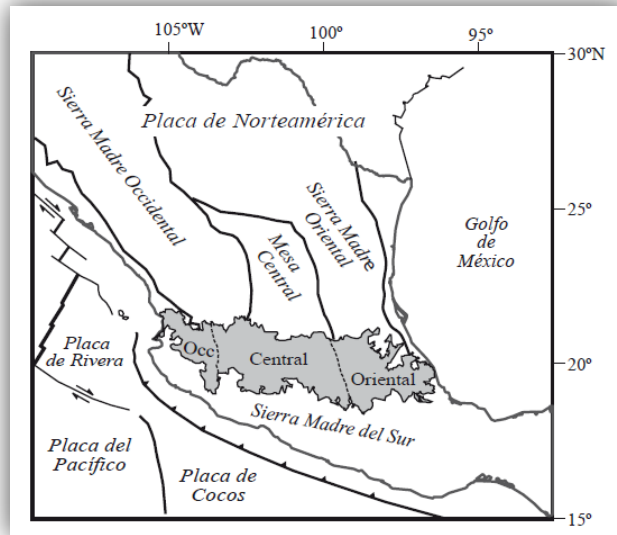 105ºW
100º
95º
30ºN
Sierra Madre Occidental
Placa de Norteamérica
Sierra Madre
Oriental
25º
Golfo
de
México
Mesa
Central
Placa
de Rivera
Occ
Central
Oriental
20º
Sierra Madre del Sur
Placa del
Pacífico
Placa de
Cocos
15º